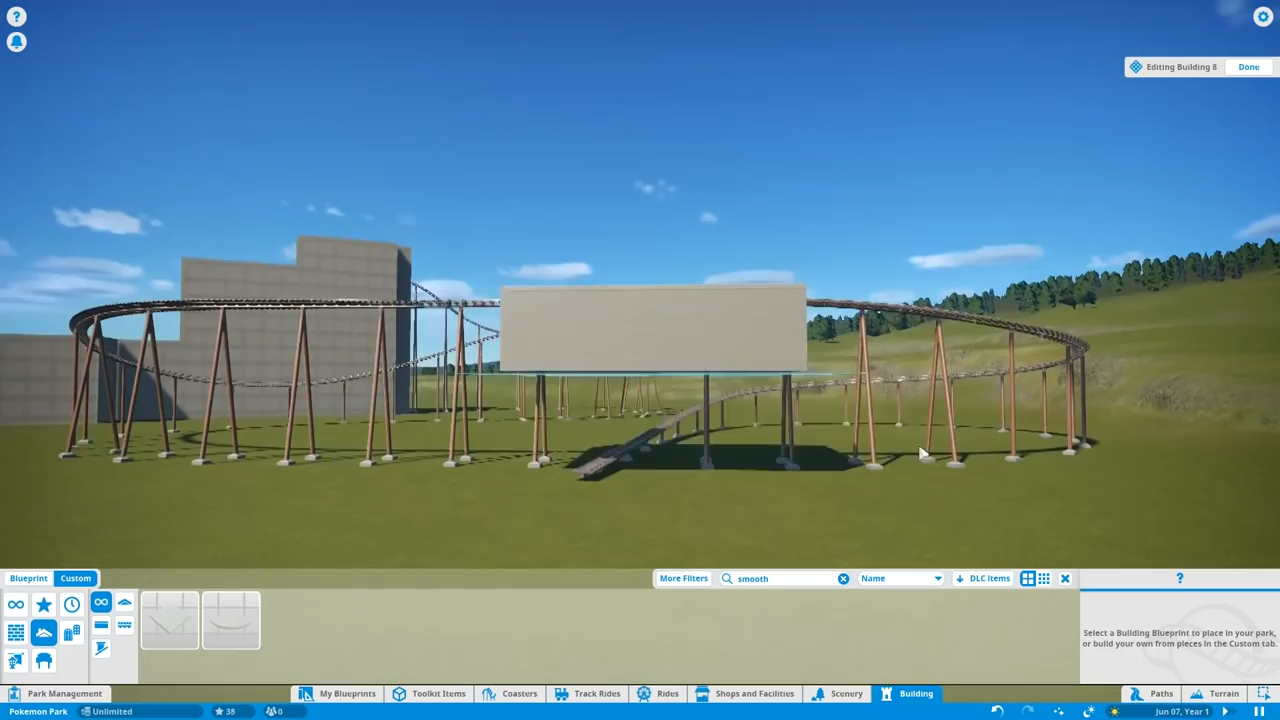 ?
Editing Building 8 Done
Blueprint Custom More Filters smooth Name DLC Items
?
Select a Building Blueprint to place in your park,
or build your own from pieces in the Custom tab.
Park Management My Blueprints Toolkit Items Coasters Track Rides Rides Shops and Facilities Scenery Building Paths Terrain
Pokemon Park Unlimited 38 0 Jun 07, Year 1